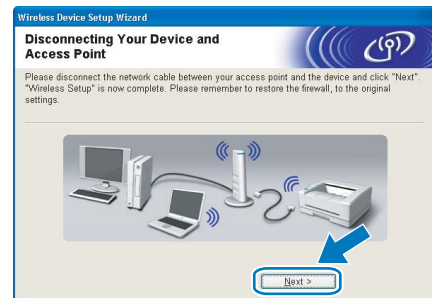 Wireless Device Setup Wizard
Disconnecting Your Device and
Access Point
Please disconnect the network cable between your access point and the device and click "Next".
"Wireless Setup" is now complete. Please remember to restore the firewall, to the original
settings.
Next >